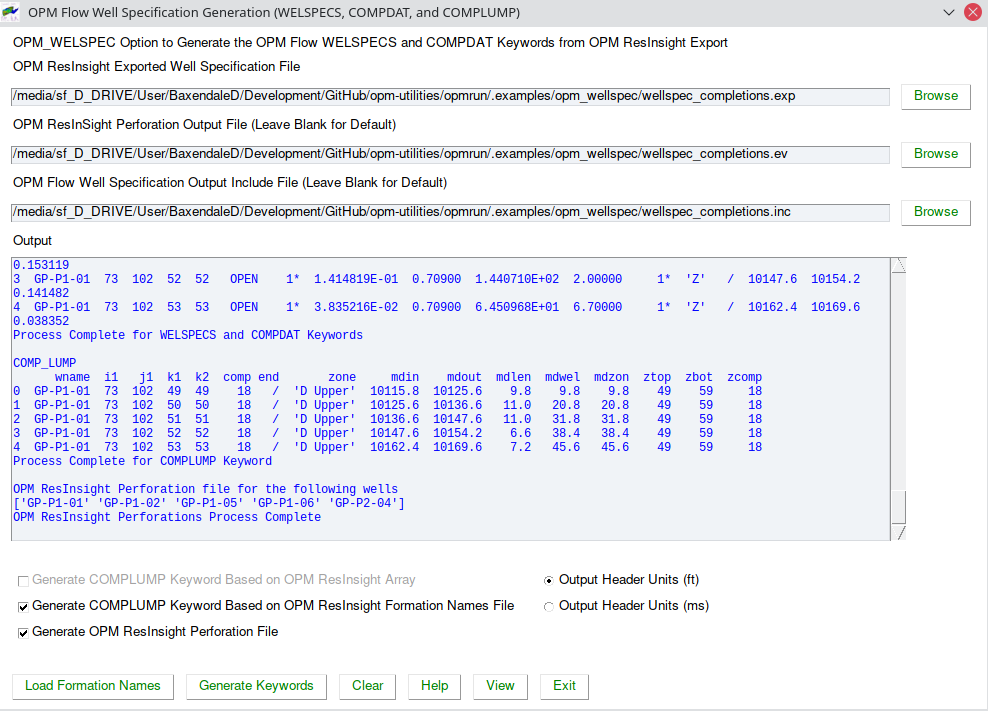 OPM Flow Well Specification Generation (WELSPECS, COMPDAT, and COMPLUMP)
OPM_WELSPEC Option to Generate the OPM Flow WELSPECS and COMPDAT Keywords from OPM ResInsight Export
OPM ResInsight Exported Well Specification File
/media/sf_D_DRIVE/User/BaxendaleD/Development/GitHub/opm-utilities/opmrun/.examples/opm_wellspec/wellspec_completions.exp
Browse
OPM ResInSight Perforation Output File (Leave Blank for Default)
/media/sf_D_DRIVE/User/BaxendaleD/Development/GitHub/opm-utilities/opmrun/.examples/opm_wellspec/wellspec_completions.ev
Browse
OPM Flow Well Specification Output Include File (Leave Blank for Default)
/media/sf_D_DRIVE/User/BaxendaleD/Development/GitHub/opm-utilities/opmrun/.examples/opm_wellspec/wellspec_completions.inc
Browse
Output
0.153119
3  GP-P1-01  73  102  52  52   OPEN    1*  1.414819E-01  0.70900  1.440710E+02  2.00000     1*  'Z'   /  10147.6  10154.2
0.141482
4  GP-P1-01  73  102  53  53   OPEN    1*  3.835216E-02  0.70900  6.450968E+01  6.70000     1*  'Z'   /  10162.4  10169.6
0.038352
Process Complete for WELSPECS and COMPDAT Keywords
COMP_LUMP
wname  i1   j1  k1  k2  comp end       zone     mdin    mdout  mdlen  mdwel  mdzon  ztop  zbot  zcomp
0  GP-P1-01  73  102  49  49    18   /  'D Upper'  10115.8  10125.6    9.8    9.8    9.8    49    59     18
1  GP-P1-01  73  102  50  50    18   /  'D Upper'  10125.6  10136.6   11.0   20.8   20.8    49    59     18
2  GP-P1-01  73  102  51  51    18   /  'D Upper'  10136.6  10147.6   11.0   31.8   31.8    49    59     18
3  GP-P1-01  73  102  52  52    18   /  'D Upper'  10147.6  10154.2    6.6   38.4   38.4    49    59     18
4  GP-P1-01  73  102  53  53    18   /  'D Upper'  10162.4  10169.6    7.2   45.6   45.6    49    59     18
Process Complete for COMPLUMP Keyword
OPM ResInsight Perforation file for the following wells
['GP-P1-01' 'GP-P1-02' 'GP-P1-05' 'GP-P1-06' 'GP-P2-04']
OPM ResInsight Perforations Process Complete
Generate COMPLUMP Keyword Based on OPM ResInsight Array
Output Header Units (ft)
Generate COMPLUMP Keyword Based on OPM ResInsight Formation Names File
Output Header Units (ms)
Generate OPM ResInsight Perforation File
Load Formation Names
Generate Keywords
Clear
Help
View
Exit